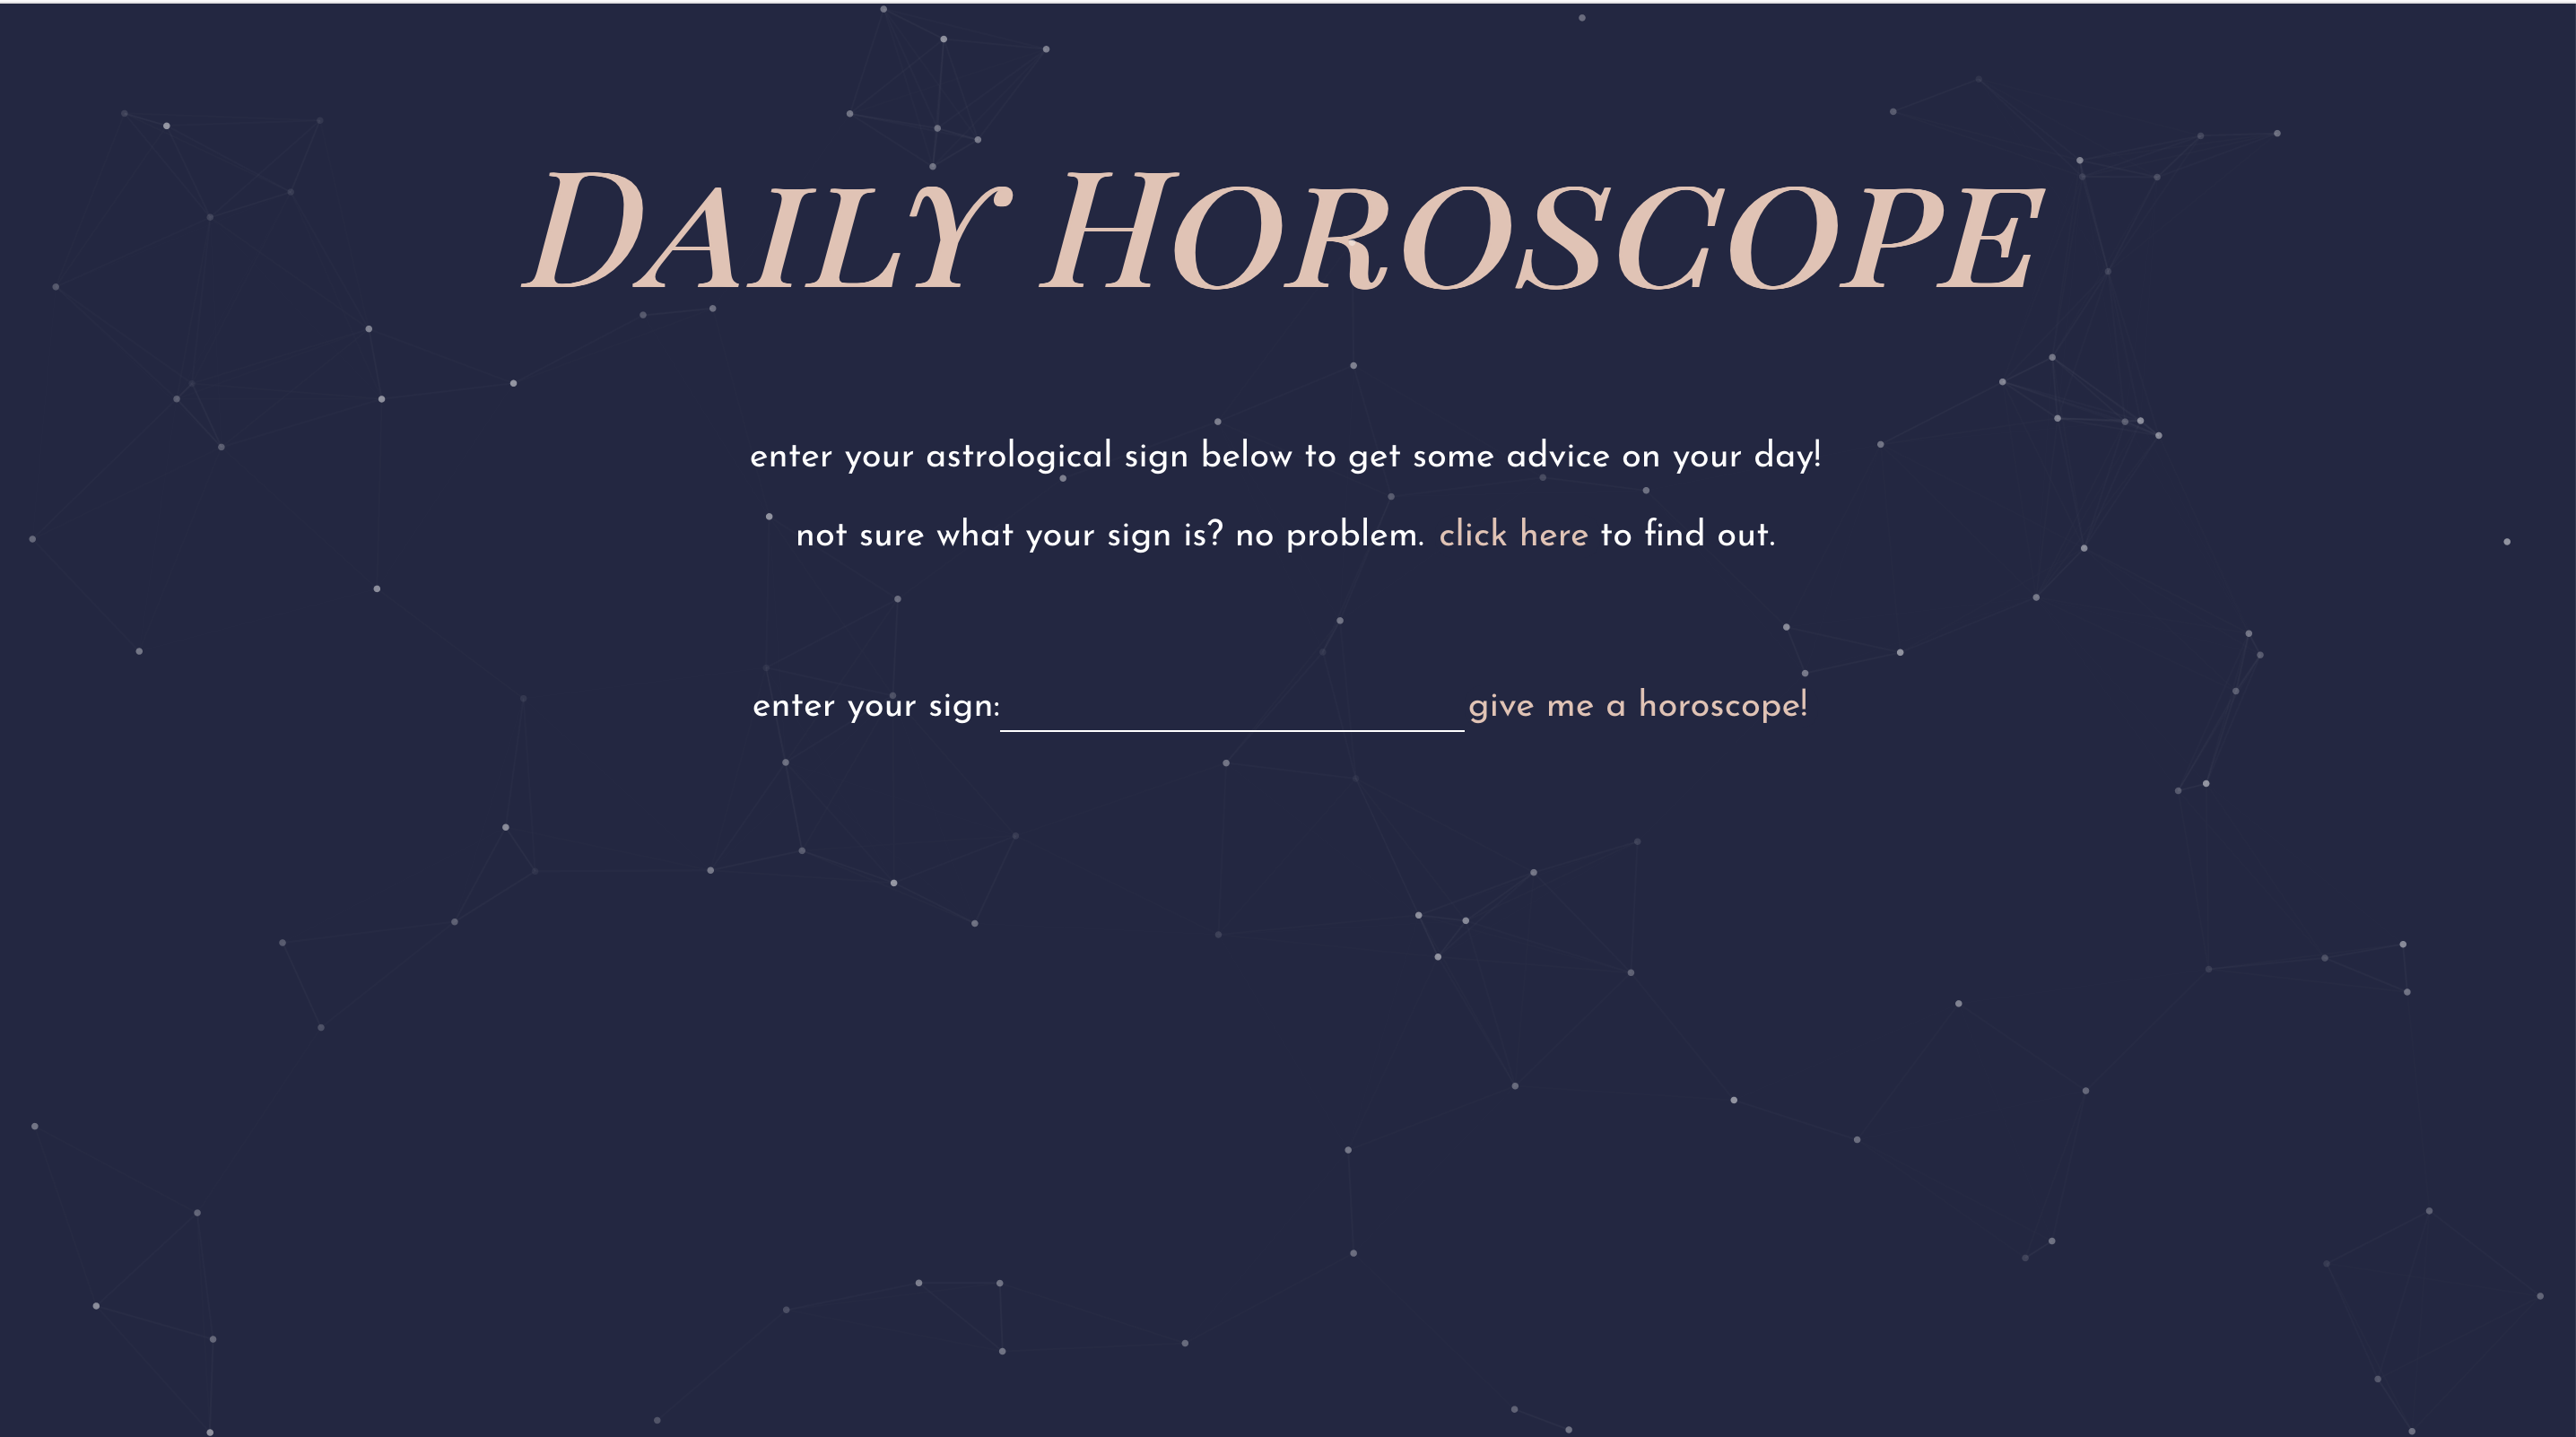 DAILY HOROSCOPE
enter your astrological sign below to get some advice on your day!
not sure what your sign is? no problem. click here to find out.
enter your sign: give me a horoscope!